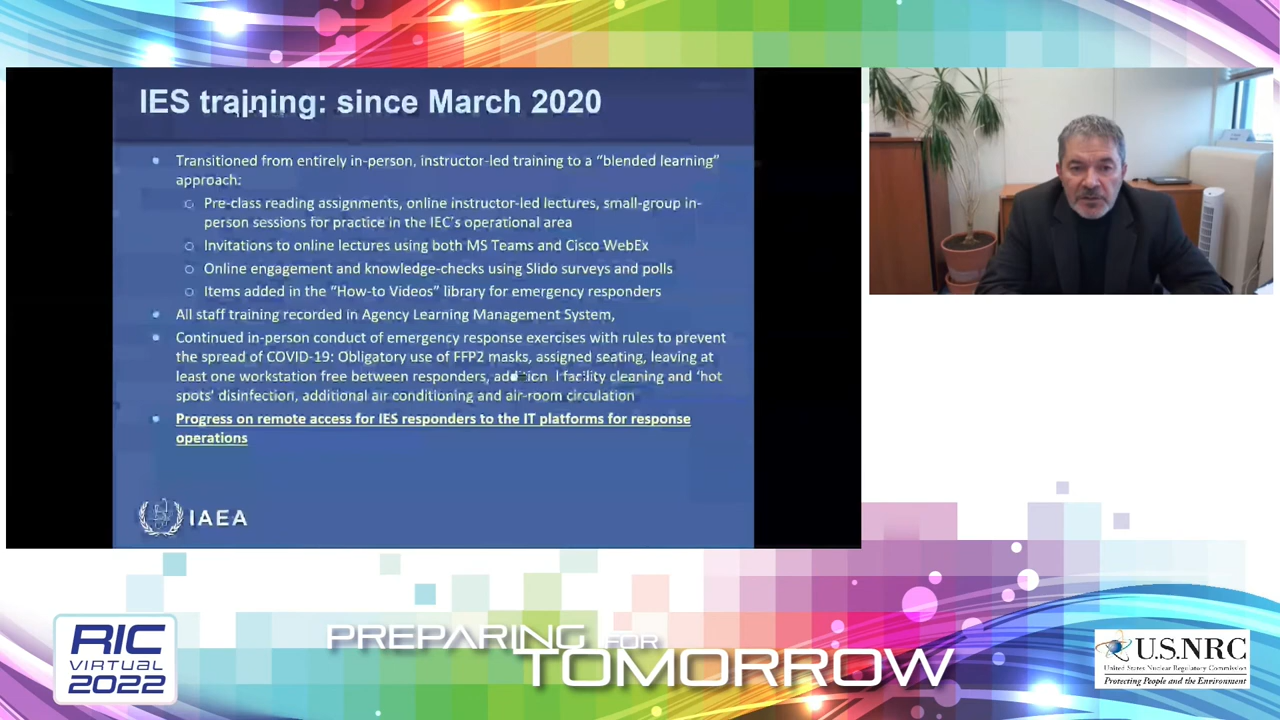 IES training: since March 2020
Transitioned from entirely in-person, instructor-led training to a “blended learning”
approach:
Pre-class reading assignments, online instructor-led lectures, small-group in-
person sessions for practice in the IEC’s operational area
Invitations to online lectures using both MS Teams and Cisco WebEx
Online engagement and knowledge-checks using Slido surveys and polls
Items added in the “How-to Videos” library for emergency responders
All staff training recorded in Agency Learning Management System,
Continued in-person conduct of emergency response exercises with rules to prevent
the spread of COVID-19: Obligatory use of FFP2 masks, assigned seating, leaving at
least one workstation free between responders, facility cleaning and ‘hot
spots’ disinfection, additional air conditioning and air-room circulation
Progress on remote access for IES responders to the IT platforms for response
operations
IAEA
RIC
VIRTUAL
2022
PREPARING FOR
TOMORROW
U.S.NRC
United States Nuclear Regulatory Commission
Protecting People and the Environment